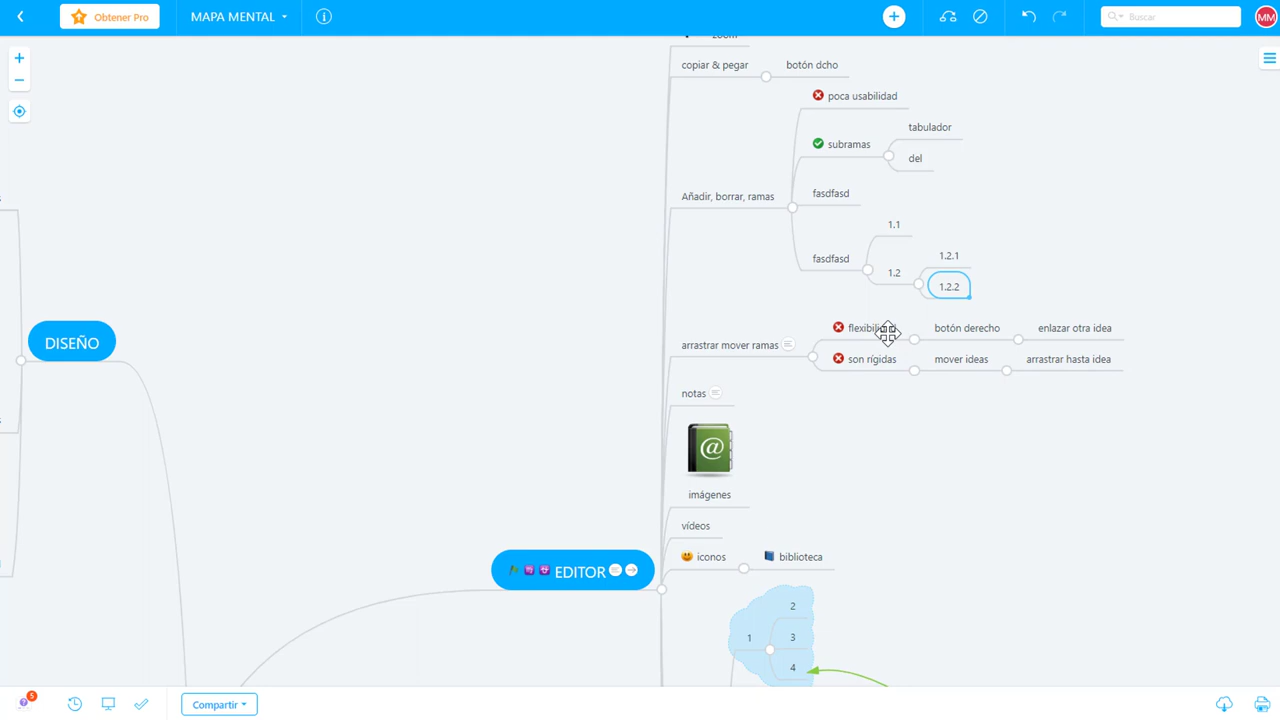 Obtener Pro
MAPA MENTAL
Buscar
MM
zoom
copiar & pegar
botón dcho
poca usabilidad
tabulador
subramas
del
Añadir, borrar, ramas
fasdfasd
1.1
fasdfasd
1.2
1.2.1
1.2.2
botón derecho
enlazar otra idea
arrastrar mover ramas
son rígidas
mover ideas
arrastrar hasta idea
DISEÑO
notas
@
imágenes
vídeos
iconos
biblioteca
EDITOR
2
1
3
4
5
Compartir